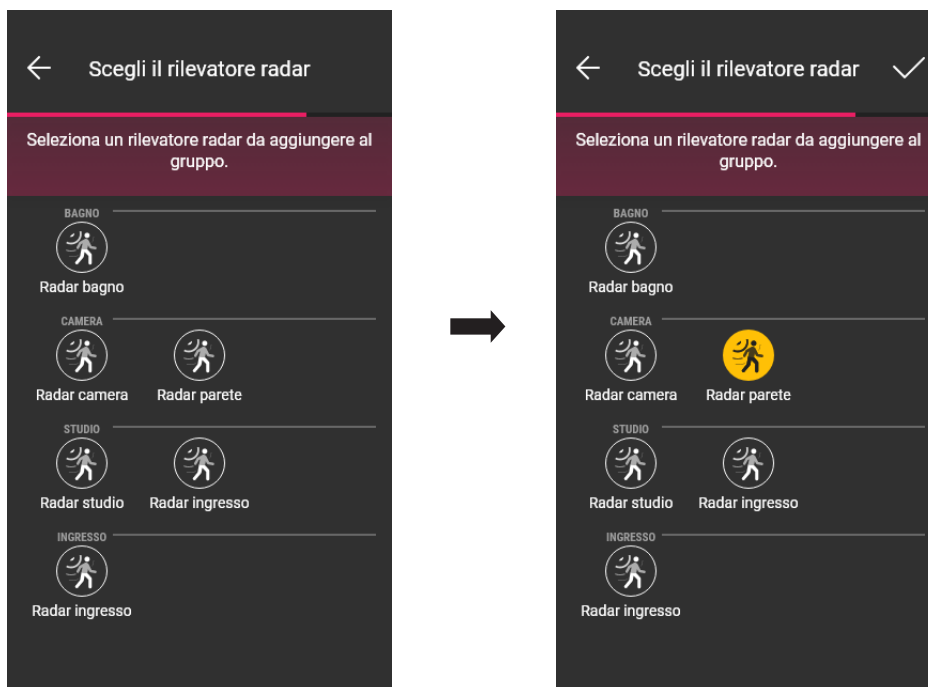 Scegli il rilevatore radar
Seleziona un rilevatore radar da aggiungere al
gruppo.
BAGNO
Radar bagno
CAMERA
Radar camera Radar parete
STUDIO
Radar studio Radar ingresso
INGRESSO
Radar ingresso
Scegli il rilevatore radar
Seleziona un rilevatore radar da aggiungere al
gruppo.
BAGNO
Radar bagno
CAMERA
Radar camera Radar parete
STUDIO
Radar studio Radar ingresso
INGRESSO
Radar ingresso